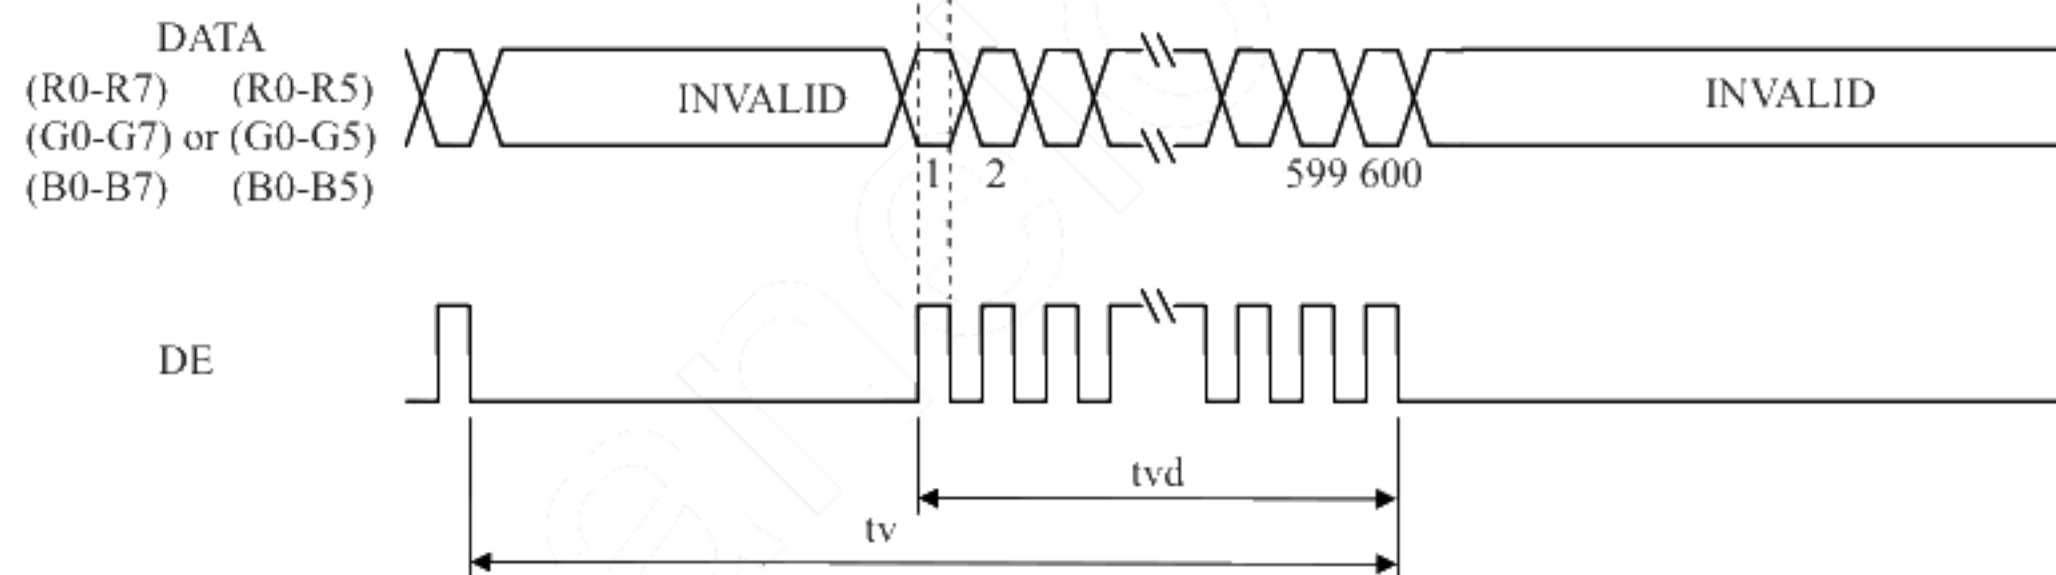 DATA
(R0-R7) (R0-R5)
(G0-G7) or (G0-G5)
(B0-B7) (B0-B5)
INVALID
INVALID
1 2 599 600
DE
tvd
tv